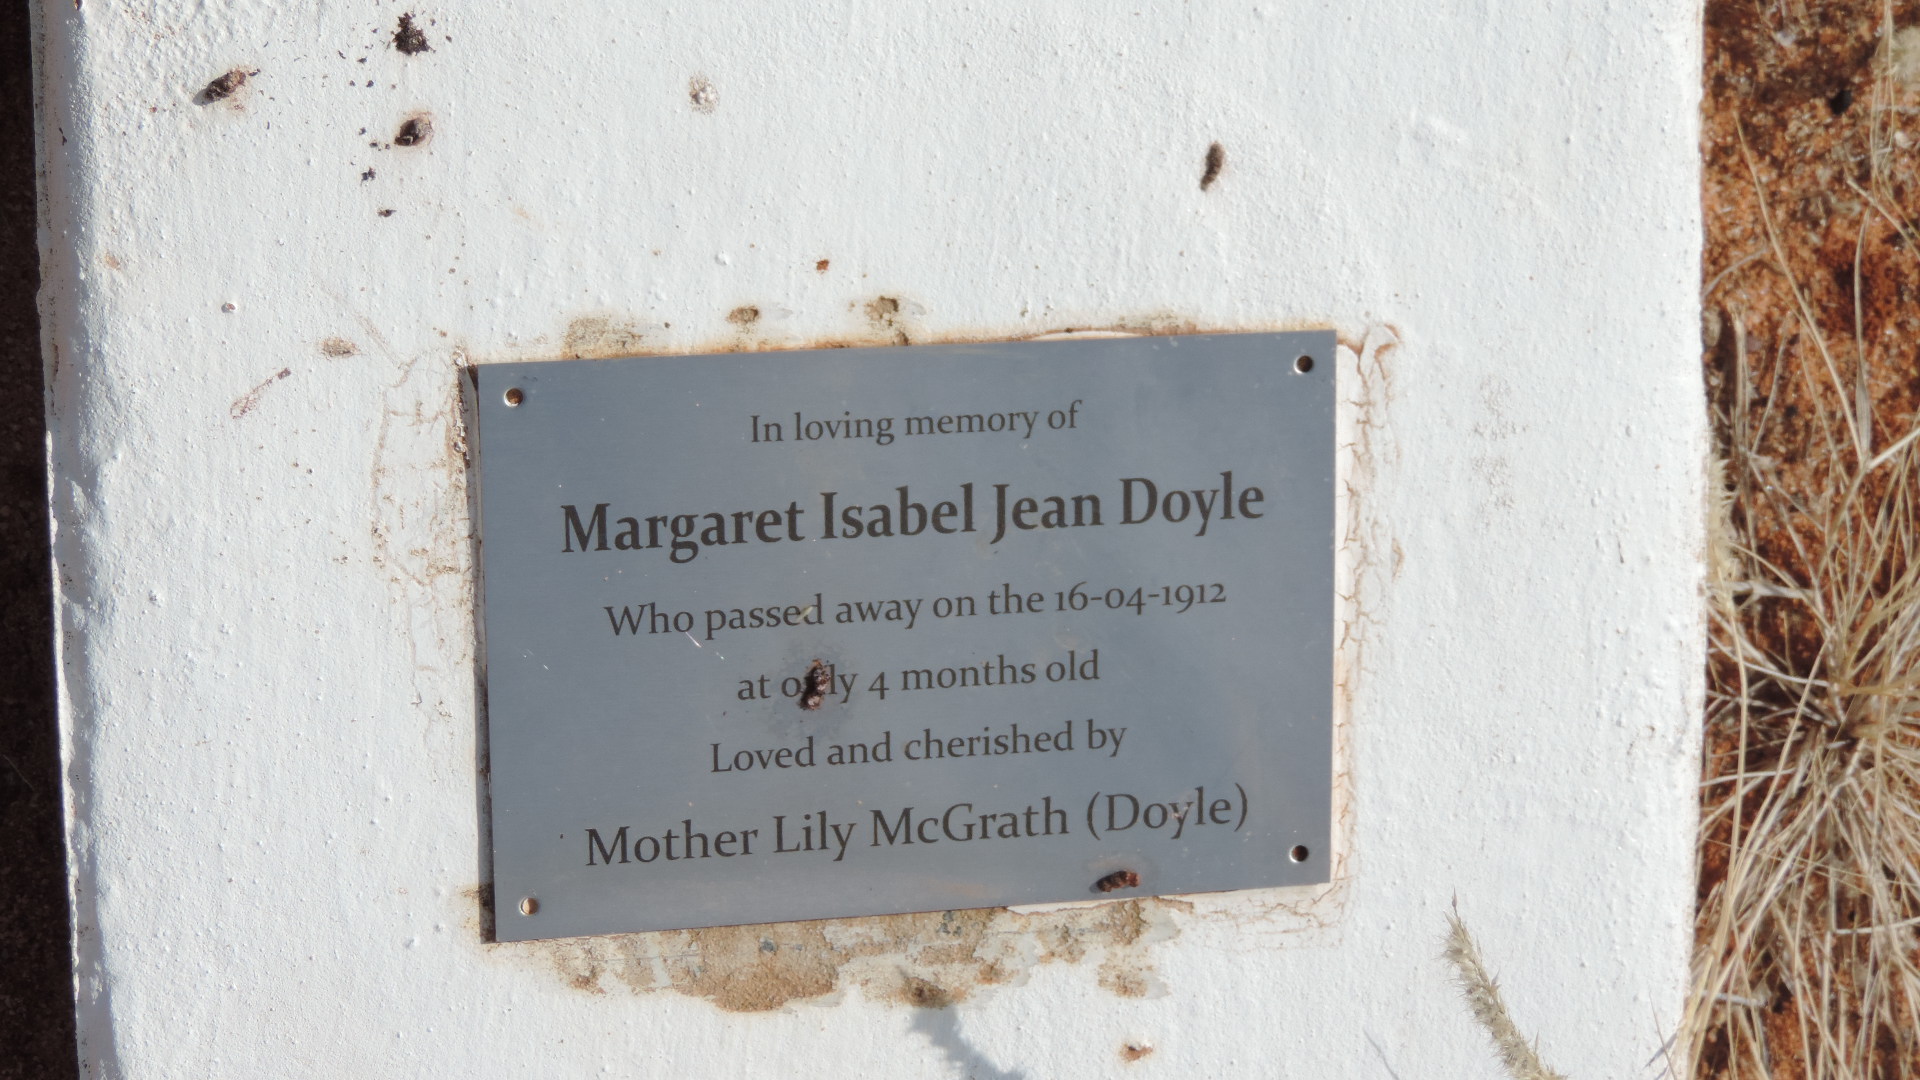 In loving memory of
Margaret Isabel Jean Doyle
Who passed away on the 16-04-1912
at only 4 months old
Loved and cherished by
Mother Lily McGrath (Doyle)